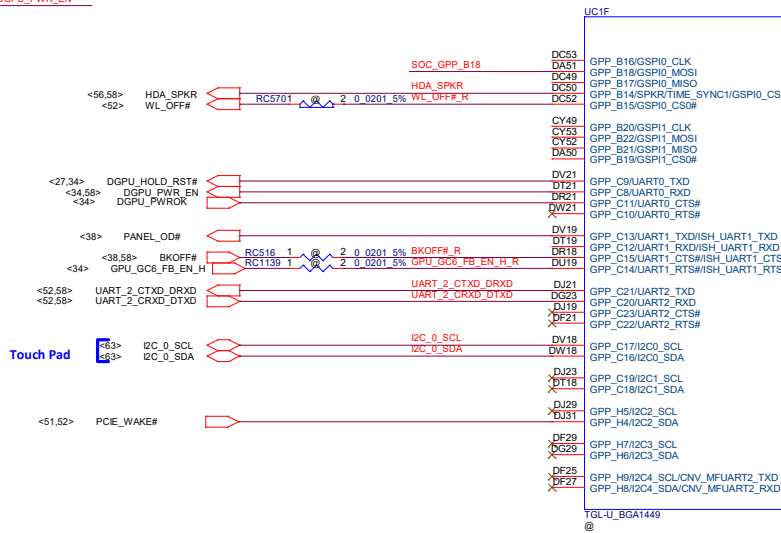 UC1F
DC53 GPP_B16/GSPI0_CLK
SOC_GPP_B18 DA51 GPP_B18/GSPI0_MOSI
DC49 GPP_B17/GSPI0_MISO
<56,58> HDA_SPKR HDA_SPKR DC50 GPP_B14/SPKR/TIME_SYNC1/GSPI0_CS
<52> WL_OFF# RC5701 @ 2 0_0201_5% WL_OFF#_R DC52 GPP_B15/GSPI0_CS0#
CY49 GPP_B20/GSPI1_CLK
CY53 GPP_B22/GSPI1_MOSI
CY52 GPP_B21/GSPI1_MISO
DA50 GPP_B19/GSPI1_CS0#
<27,34> DGPU_HOLD_RST# DV21 GPP_C9/UART0_TXD
<34,58> DGPU_PWR_EN DT21 GPP_C8/UART0_RXD
<34> DGPU_PWROK DR21 GPP_C11/UART0_CTS#
DW21 GPP_C10/UART0_RTS#
<38> PANEL_OD# DV19 GPP_C13/UART1_TXD/ISH_UART1_TXD
DT19 GPP_C12/UART1_RXD/ISH_UART1_RXD
<38,58> BKOFF# RC516 1 @ 2 0_0201_5% BKOFF#_R DR18 GPP_C15/UART1_CTS#/ISH_UART1_CTS
<34> GPU_GC6_FB_EN_H RC1139 1 @ 2 0_0201_5% GPU_GC6_FB_EN_H_R DU19 GPP_C14/UART1_RTS#/ISH_UART1_RTS
<52,58> UART_2_CTXD_DRXD UART_2_CTXD_DRXD DJ21 GPP_C21/UART2_TXD
<52,58> UART_2_CRXD_DTXD UART_2_CRXD_DTXD DG23 GPP_C20/UART2_RXD
DJ19 GPP_C23/UART2_CTS#
DF21 GPP_C22/UART2_RTS#
Touch Pad
<63> I2C_0_SCL I2C_0_SCL DV18 GPP_C17/I2C0_SCL
<63> I2C_0_SDA I2C_0_SDA DW18 GPP_C16/I2C0_SDA
DJ23 GPP_C19/I2C1_SCL
DT18 GPP_C18/I2C1_SDA
DJ29 GPP_H5/I2C2_SCL
<51,52> PCIE_WAKE# DJ31 GPP_H4/I2C2_SDA
DF29 GPP_H7/I2C3_SCL
DG29 GPP_H6/I2C3_SDA
DF25 GPP_H9/I2C4_SCL/CNV_MFUART2_TXD
DF27 GPP_H8/I2C4_SDA/CNV_MFUART2_RXD
TGL-U_BGA1449
@